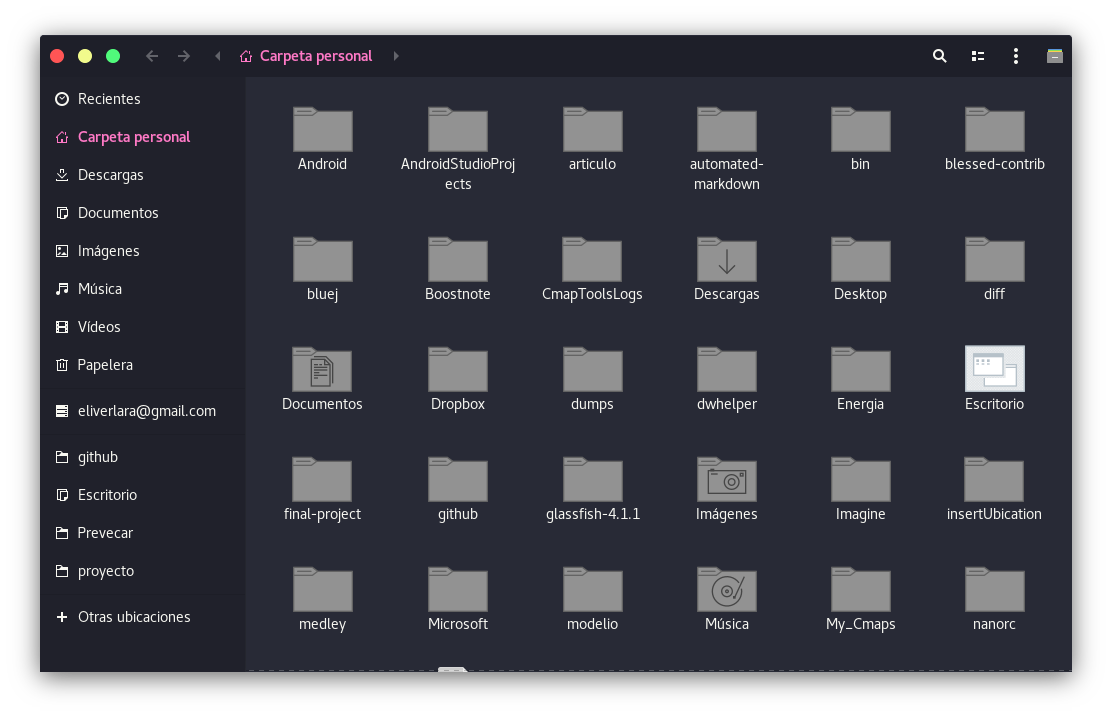 Carpeta personal
Recientes
Carpeta personal
Descargas
Documentos
Imágenes
Música
Vídeos
Papelera
eliverlara@gmail.com
github
Escritorio
Prevecar
proyecto
Otras ubicaciones
Android
AndroidStudioProj
ects
articulo
automated-
markdown
bin
blessed-contrib
bluej
Boostnote
CmapToolsLogs
Descargas
Desktop
diff
Documentos
Dropbox
dumps
dwhelper
Energia
Escritorio
final-project
github
glassfish-4.1.1
Imágenes
Imagine
insertUbication
medley
Microsoft
modelio
Música
My_Cmaps
nanorc